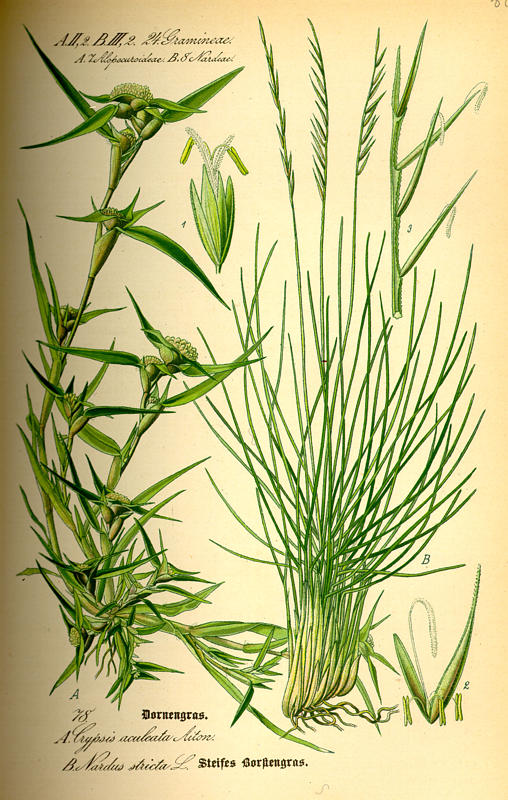 A.II,2. B.III,2. 24. Gramineae.
A. 7. Alopecuroideae. B. 8. Nardeae.
1
3
B
2
A
78
Dornengras.
A. Crypsis aculeata Aiton.
B. Nardus stricta L. Steifes Borstengras.